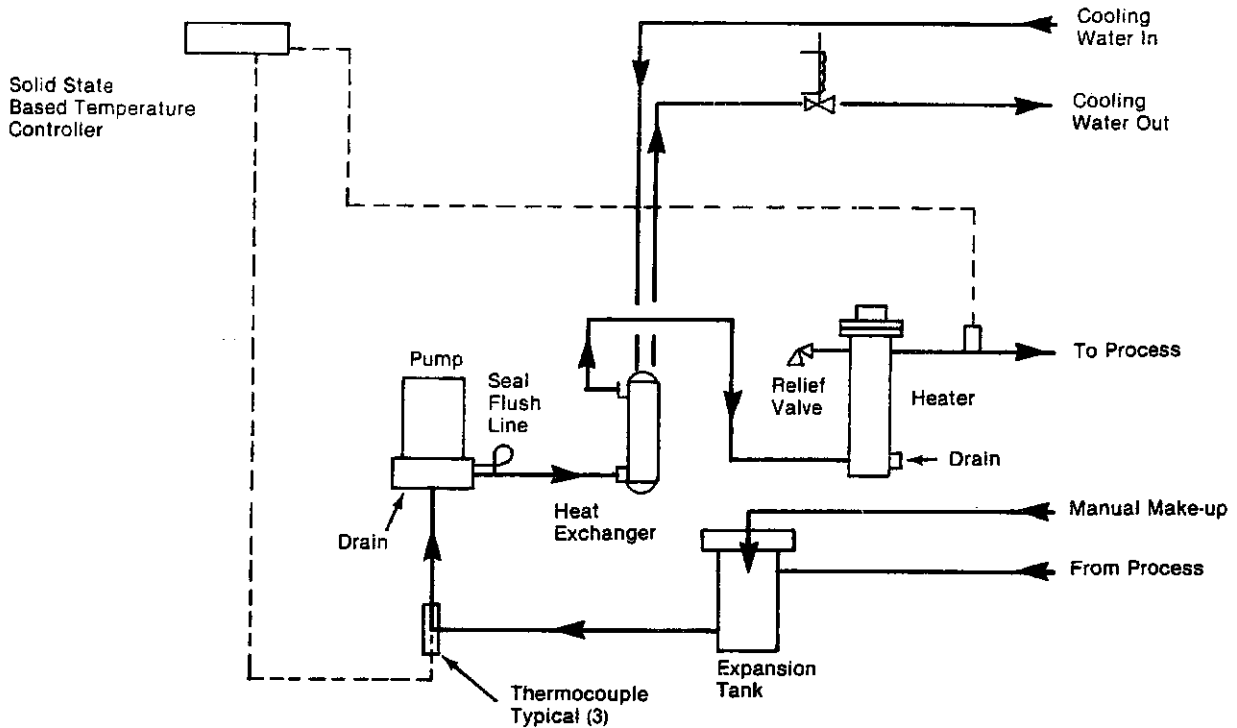 Cooling
Water In
Solid State
Based Temperature
Controller
Cooling
Water Out
Pump
Seal
Flush
Line
To Process
Relief
Valve
Heater
Drain
Heat
Exchanger
Drain
Manual Make-up
From Process
Expansion
Tank
Thermocouple
Typical (3)